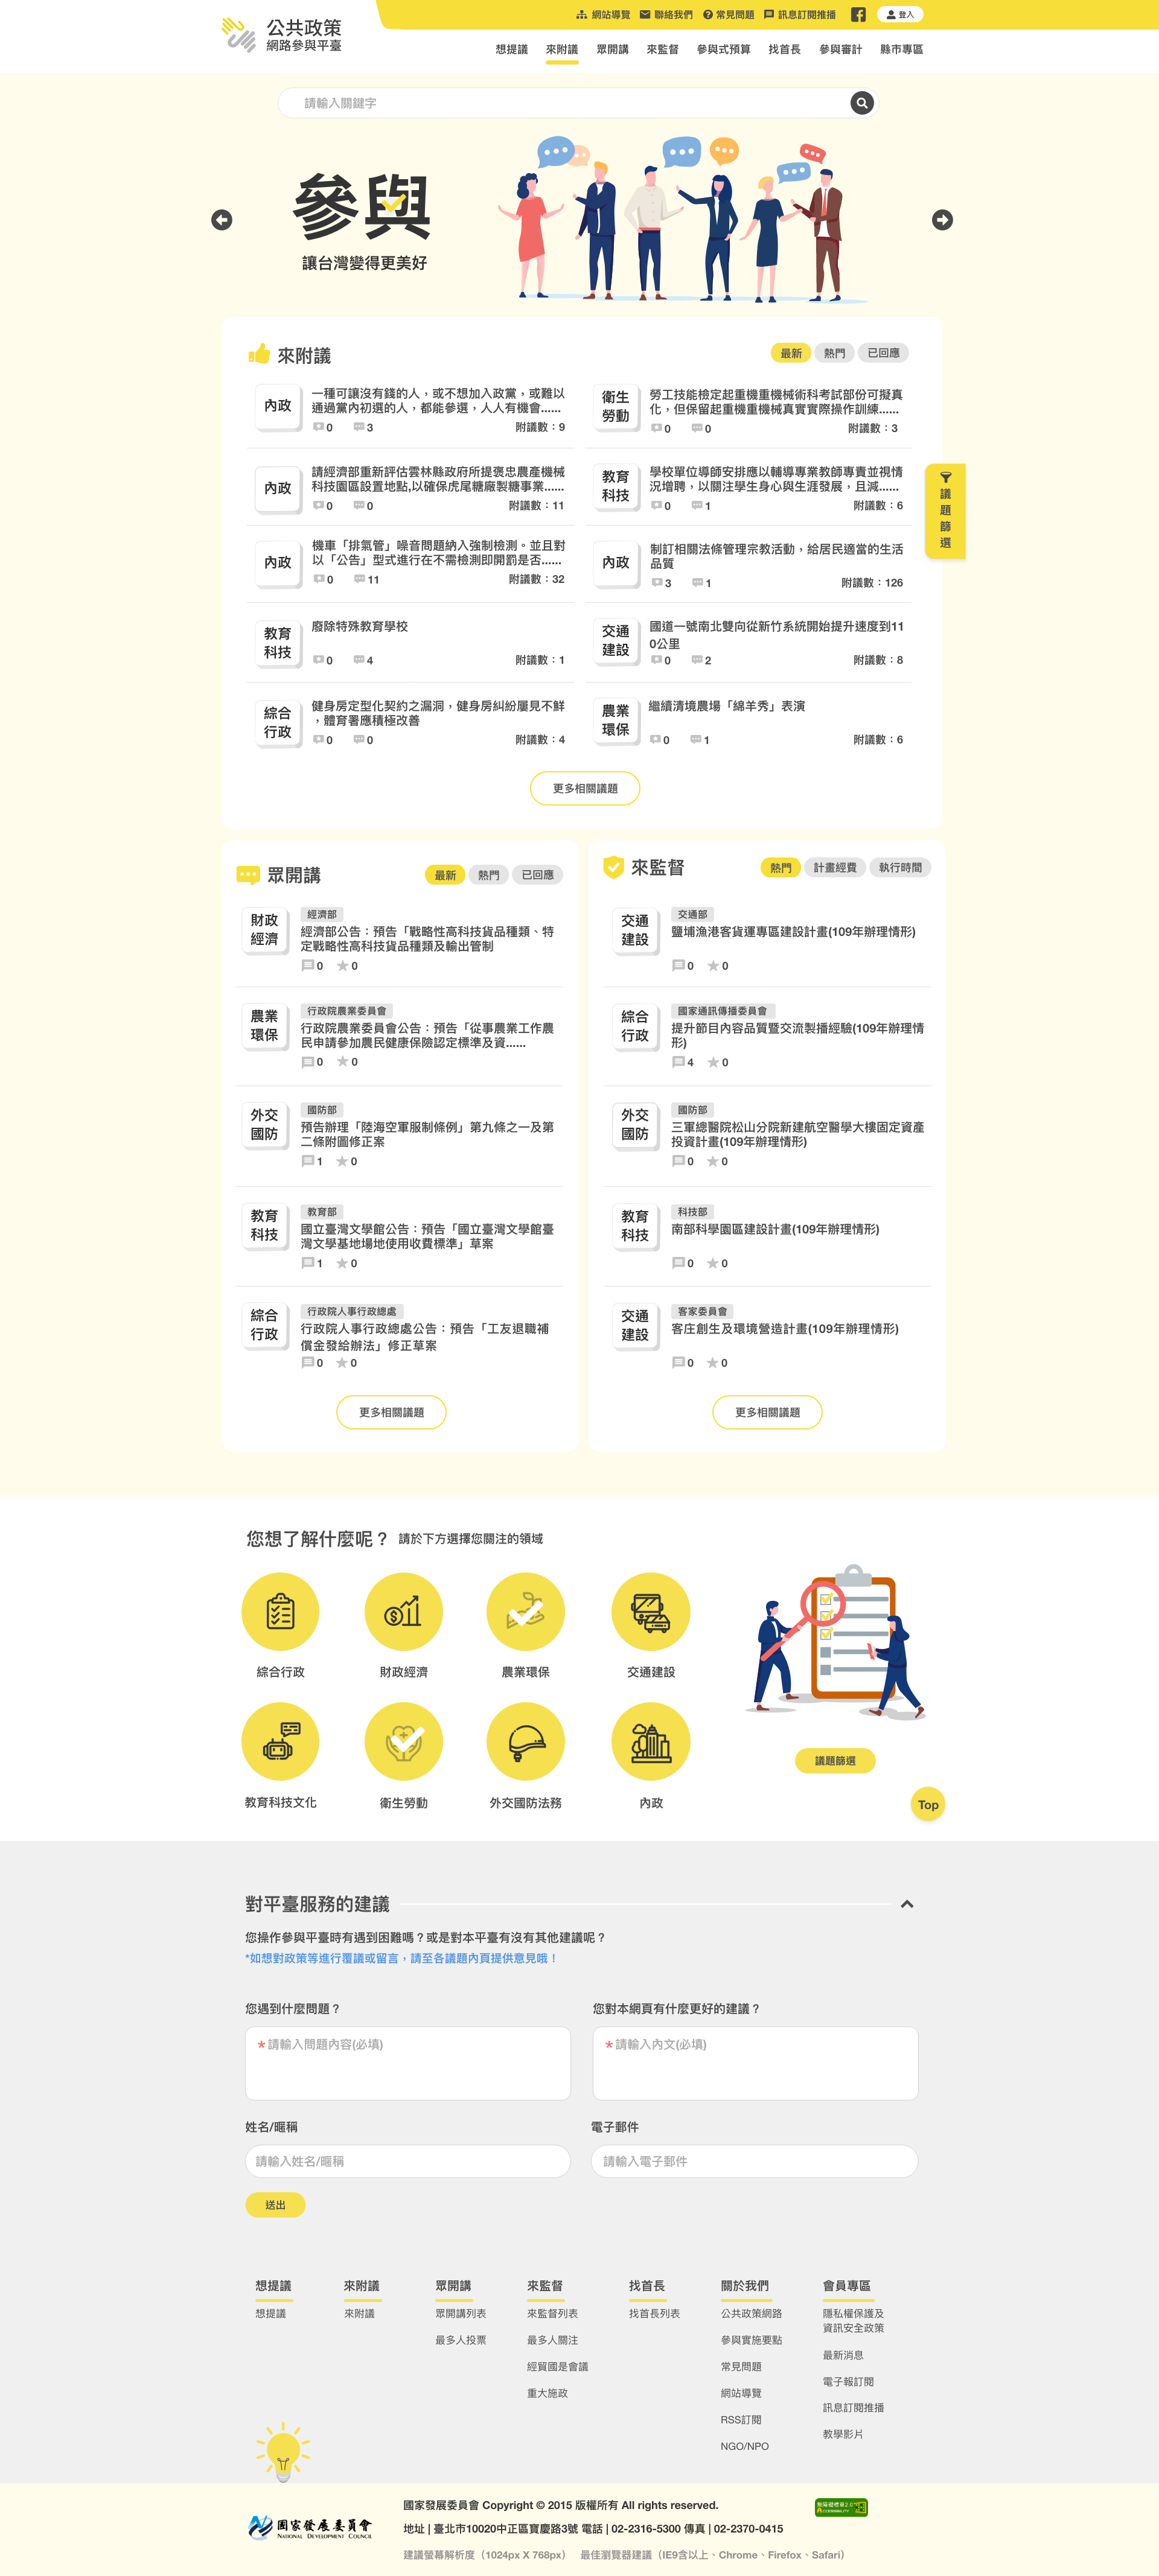 公共政策
網路參與平臺
網站導覽 聯絡我們 常見問題 訊息訂閱推播 登入
想提議 來附議 眾開講 來監督 參與式預算 找首長 參與審計 縣市專區
請輸入關鍵字
參與
讓台灣變得更美好
來附議
最新 熱門 已回應
內政
一種可讓沒有錢的人，或不想加入政黨，或難以
通過黨內初選的人，都能參選，人人有機會......
0 3 附議數：9
衛生
勞動
勞工技能檢定起重機重機械術科考試部份可擬真
化，但保留起重機重機械真實實際操作訓練......
0 0 附議數：3
內政
請經濟部重新評估雲林縣政府所提褒忠農產機械
科技園區設置地點,以確保虎尾糖廠製糖事業......
0 0 附議數：11
教育
科技
學校單位導師安排應以輔導專業教師專責並視情
況增聘，以關注學生身心與生涯發展，且減......
0 1 附議數：6
內政
機車「排氣管」噪音問題納入強制檢測。並且對
以「公告」型式進行在不需檢測即開罰是否......
0 11 附議數：32
內政
制訂相關法條管理宗教活動，給居民適當的生活
品質
3 1 附議數：126
教育
科技
廢除特殊教育學校
0 4 附議數：1
交通
建設
國道一號南北雙向從新竹系統開始提升速度到11
0公里
0 2 附議數：8
綜合
行政
健身房定型化契約之漏洞，健身房糾紛屢見不鮮
，體育署應積極改善
0 0 附議數：4
農業
環保
繼續清境農場「綿羊秀」表演
0 1 附議數：6
更多相關議題
議
題
篩
選
眾開講
最新 熱門 已回應
財政
經濟
經濟部
經濟部公告：預告「戰略性高科技貨品種類、特
定戰略性高科技貨品種類及輸出管制
0 0
農業
環保
行政院農業委員會
行政院農業委員會公告：預告「從事農業工作農
民申請參加農民健康保險認定標準及資......
0 0
外交
國防
國防部
預告辦理「陸海空軍服制條例」第九條之一及第
二條附圖修正案
1 0
教育
科技
教育部
國立臺灣文學館公告：預告「國立臺灣文學館臺
灣文學基地場地使用收費標準」草案
1 0
綜合
行政
行政院人事行政總處
行政院人事行政總處公告：預告「工友退職補
償金發給辦法」修正草案
0 0
更多相關議題
來監督
熱門 計畫經費 執行時間
交通
建設
交通部
鹽埔漁港客貨運專區建設計畫(109年辦理情形)
0 0
綜合
行政
國家通訊傳播委員會
提升節目內容品質暨交流製播經驗(109年辦理情
形)
4 0
外交
國防
國防部
三軍總醫院松山分院新建航空醫學大樓固定資產
投資計畫(109年辦理情形)
0 0
教育
科技
科技部
南部科學園區建設計畫(109年辦理情形)
0 0
交通
建設
客家委員會
客庄創生及環境營造計畫(109年辦理情形)
0 0
更多相關議題
您想了解什麼呢？ 請於下方選擇您關注的領域
綜合行政 財政經濟 農業環保 交通建設
教育科技文化 衛生勞動 外交國防法務 內政
議題篩選
Top
對平臺服務的建議
您操作參與平臺時有遇到困難嗎？或是對本平臺有沒有其他建議呢？
*如想對政策等進行覆議或留言，請至各議題內頁提供意見哦！
您遇到什麼問題？ 您對本網頁有什麼更好的建議？
* 請輸入問題內容(必填) * 請輸入內文(必填)
姓名/暱稱 電子郵件
請輸入姓名/暱稱 請輸入電子郵件
送出
想提議
想提議
來附議
來附議
眾開講
眾開講列表
最多人投票
來監督
來監督列表
最多人關注
經貿國是會議
重大施政
找首長
找首長列表
關於我們
公共政策網路
參與實施要點
常見問題
網站導覽
RSS訂閱
NGO/NPO
會員專區
隱私權保護及
資訊安全政策
最新消息
電子報訂閱
訊息訂閱推播
教學影片
國家發展委員會
NATIONAL DEVELOPMENT COUNCIL
國家發展委員會 Copyright © 2015 版權所有 All rights reserved.
地址 | 臺北市10020中正區寶慶路3號 電話 | 02-2316-5300 傳真 | 02-2370-0415
建議螢幕解析度（1024px X 768px） 最佳瀏覽器建議（IE9含以上、Chrome、Firefox、Safari）